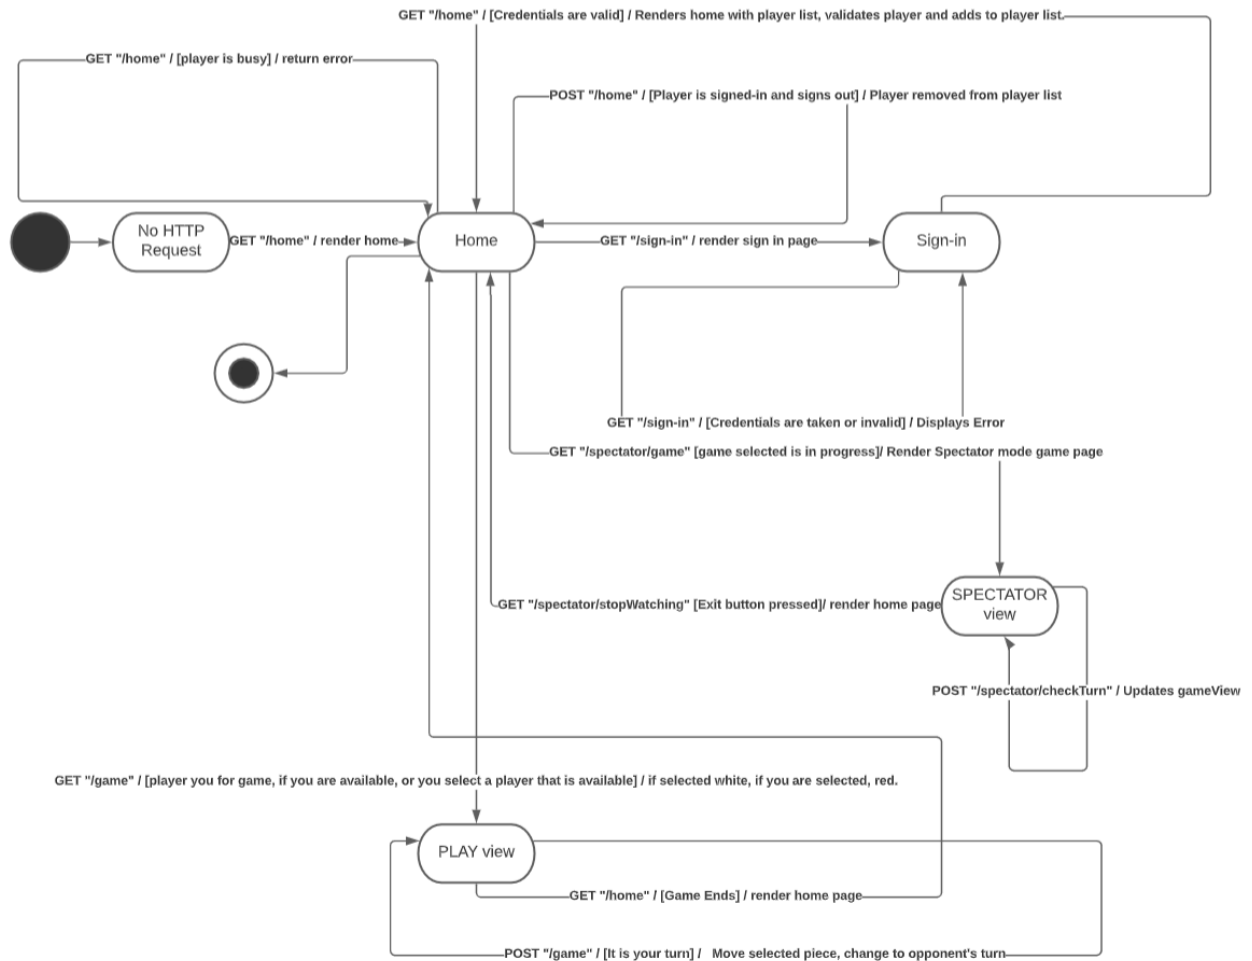 GET "/home" / [Credentials are valid] / Renders home with player list, validates player and adds to player list.
GET "/home" / [player is busy] / return error
POST "/home" / [Player is signed-in and signs out] / Player removed from player list
No HTTP
Request
GET "/home" / render home
Home
GET "/sign-in" / render sign in page
Sign-in
GET "/sign-in" / [Credentials are taken or invalid] / Displays Error
GET "/spectator/game" [game selected is in progress]/ Render Spectator mode game page
SPECTATOR
view
GET "/spectator/stopWatching" [Exit button pressed]/ render home page
POST "/spectator/checkTurn" / Updates gameView
GET "/game" / [player you for game, if you are available, or you select a player that is available] / if selected white, if you are selected, red.
PLAY view
GET "/home" / [Game Ends] / render home page
POST "/game" / [It is your turn] / Move selected piece, change to opponent's turn